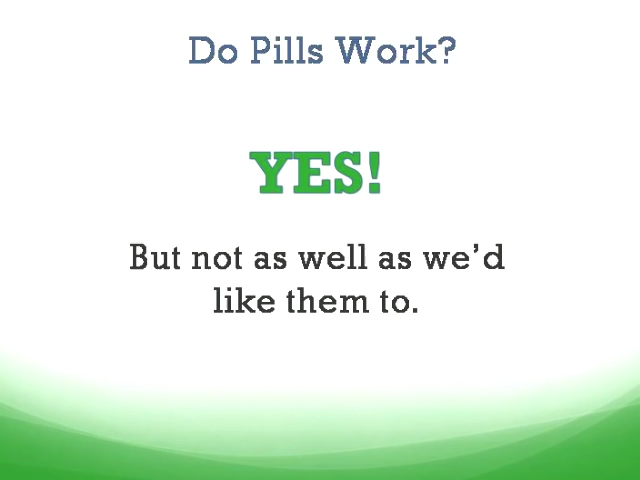 Do Pills Work?
YES!
But not as well as we’d
like them to.